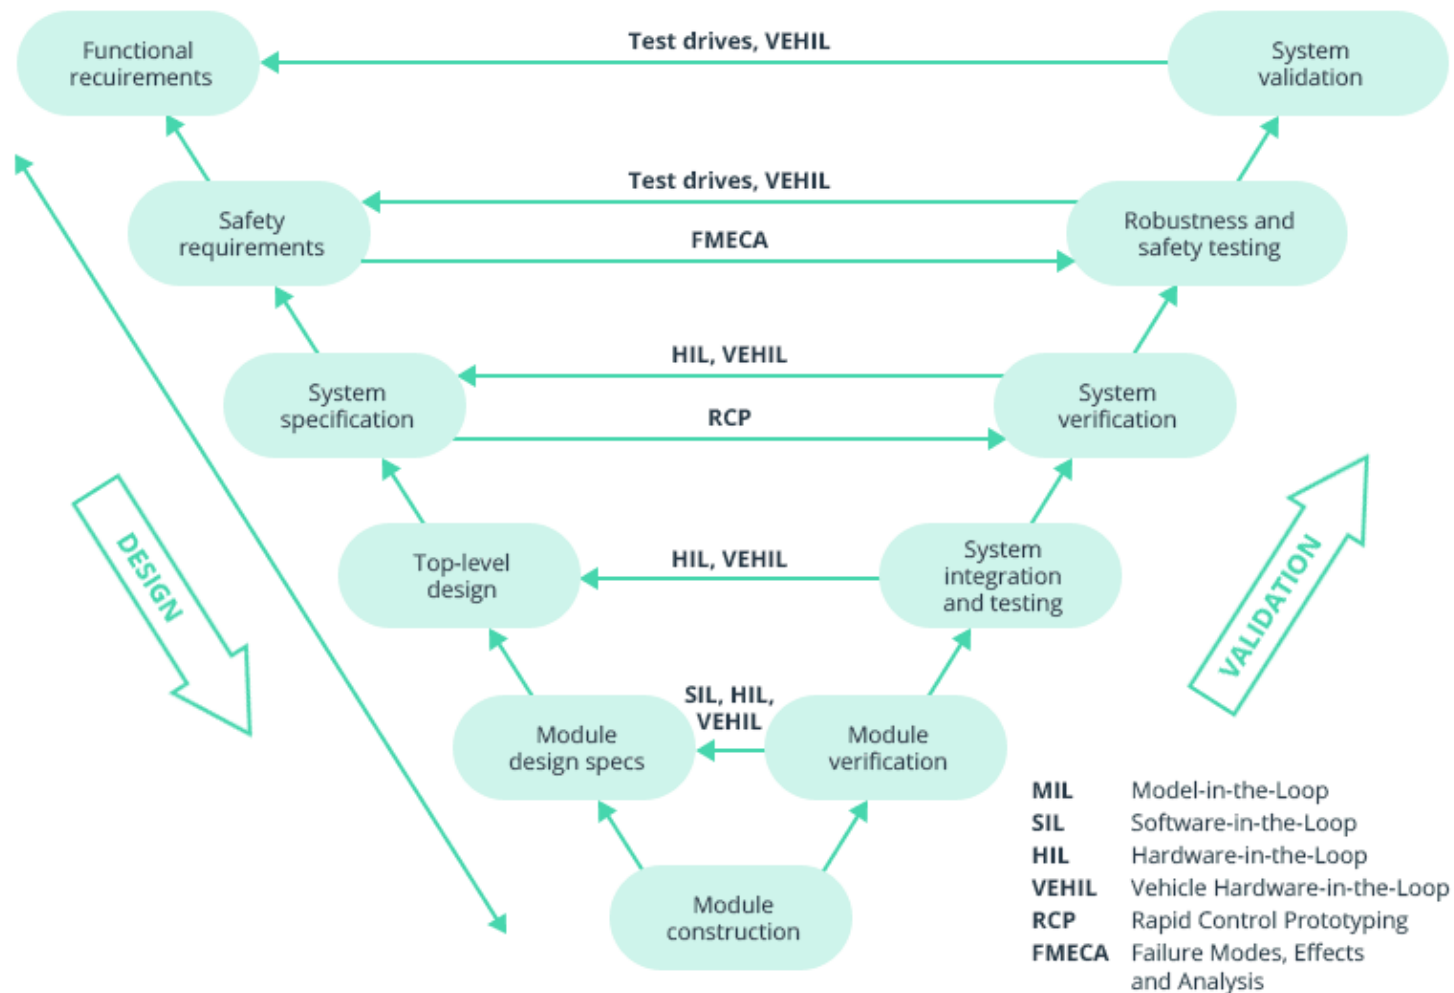 Functional
recuirements
Test drives, VEHIL
System
validation
Safety
requirements
Test drives, VEHIL
FMECA
Robustness and
safety testing
System
specification
HIL, VEHIL
RCP
System
verification
DESIGN
Top-level
design
HIL, VEHIL
System
integration
and testing
VALIDATION
Module
design specs
SIL, HIL,
VEHIL
Module
verification
Module
construction
MIL Model-in-the-Loop
SIL Software-in-the-Loop
HIL Hardware-in-the-Loop
VEHIL Vehicle Hardware-in-the-Loop
RCP Rapid Control Prototyping
FMECA Failure Modes, Effects
and Analysis